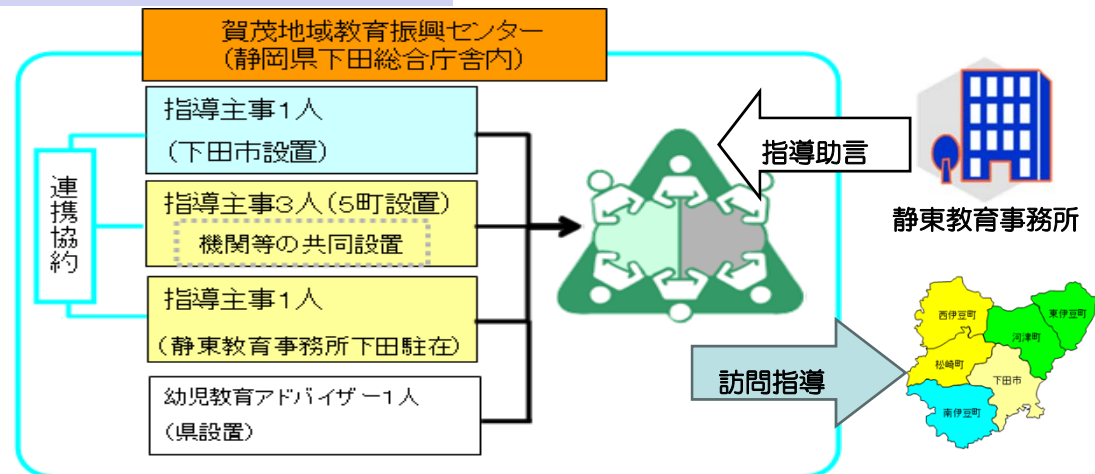 賀茂地域教育振興センター
(静岡県下田総合庁舎内)
指導主事1人
(下田市設置)
連携協約
指導主事3人(5町設置)
機関等の共同設置
指導主事1人
(静東教育事務所下田駐在)
幼児教育アドバイザー1人
(県設置)
指導助言
静東教育事務所
訪問指導
西伊豆町
東伊豆町
河津町
松崎町
下田市
南伊豆町